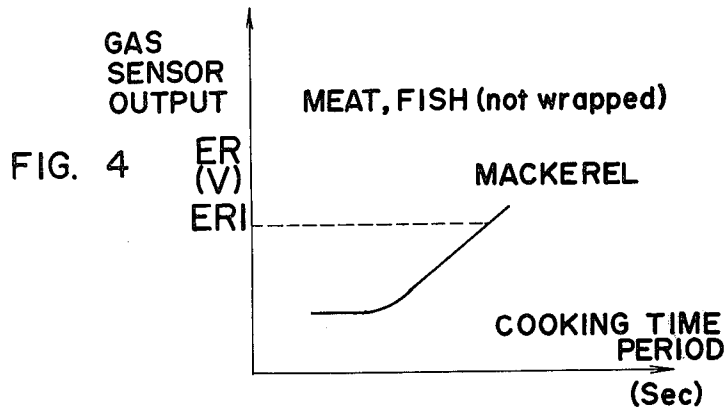 GAS
SENSOR
OUTPUT
MEAT, FISH (not wrapped)
FIG. 4
ER
(V)
MACKEREL
ERI
COOKING TIME
PERIOD
(Sec)